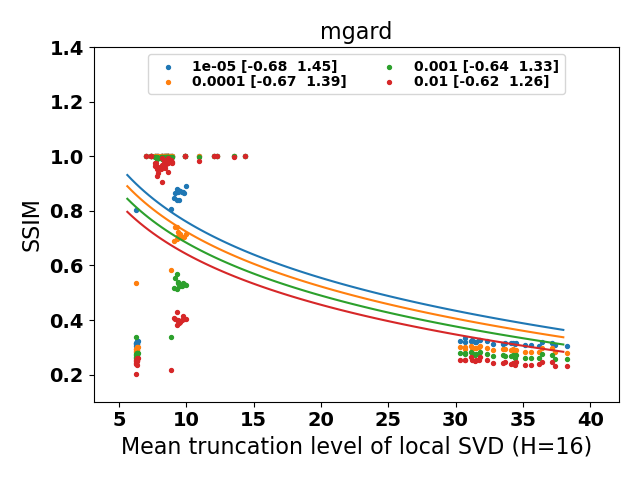 mgard
1e-05 [-0.68  1.45]
0.0001 [-0.67  1.39]
0.001 [-0.64  1.33]
0.01 [-0.62  1.26]
1.4
1.2
1.0
0.8
0.6
0.4
0.2
SSIM
5 10 15 20 25 30 35 40
Mean truncation level of local SVD (H=16)